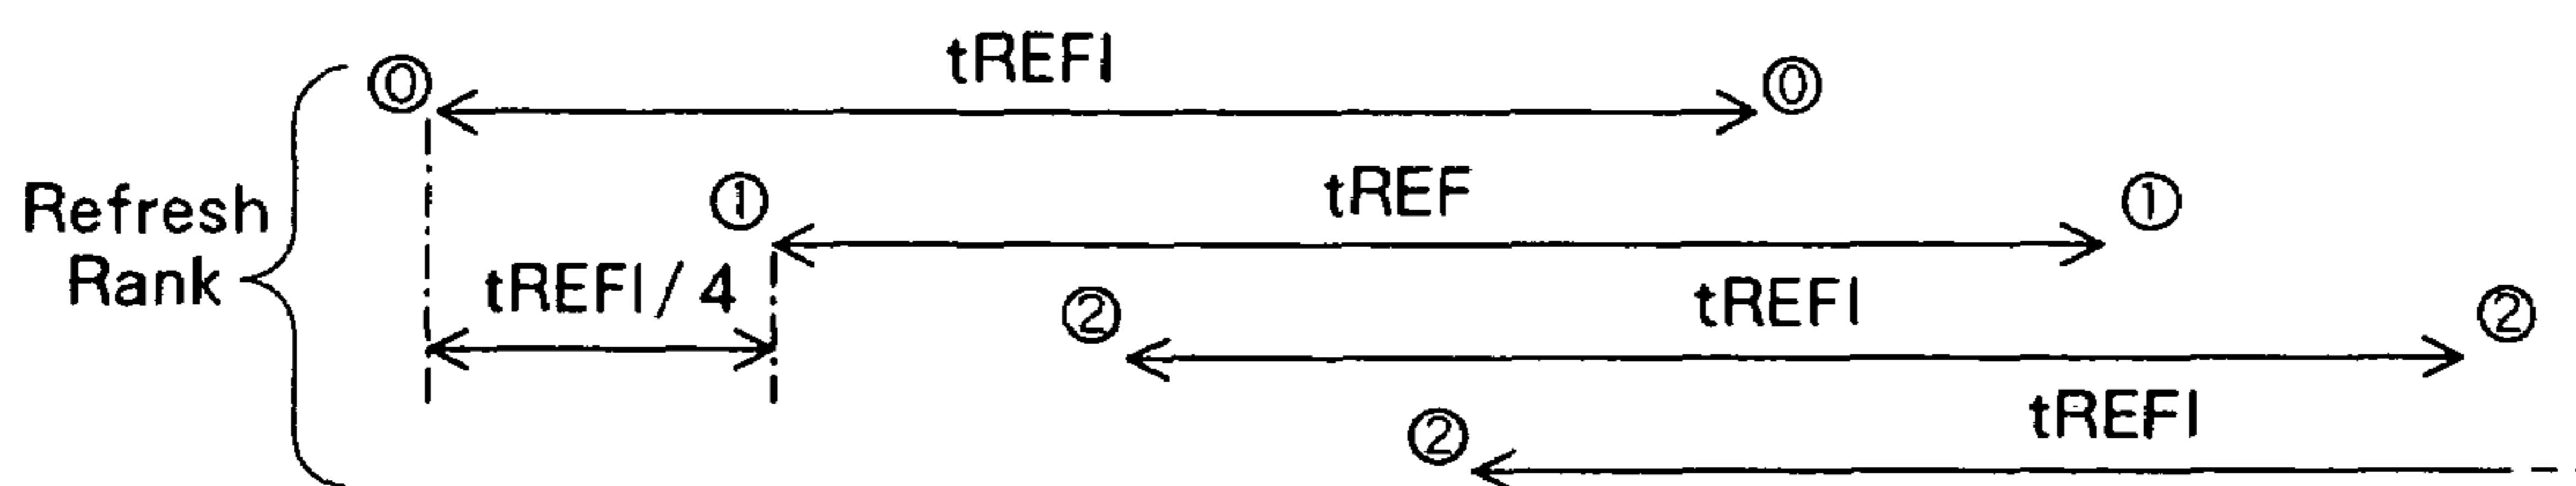 tREFI
⓪ ⓪
tREF
① ①
Refresh
Rank
tREFI/4
tREFI
② ②
tREFI
②